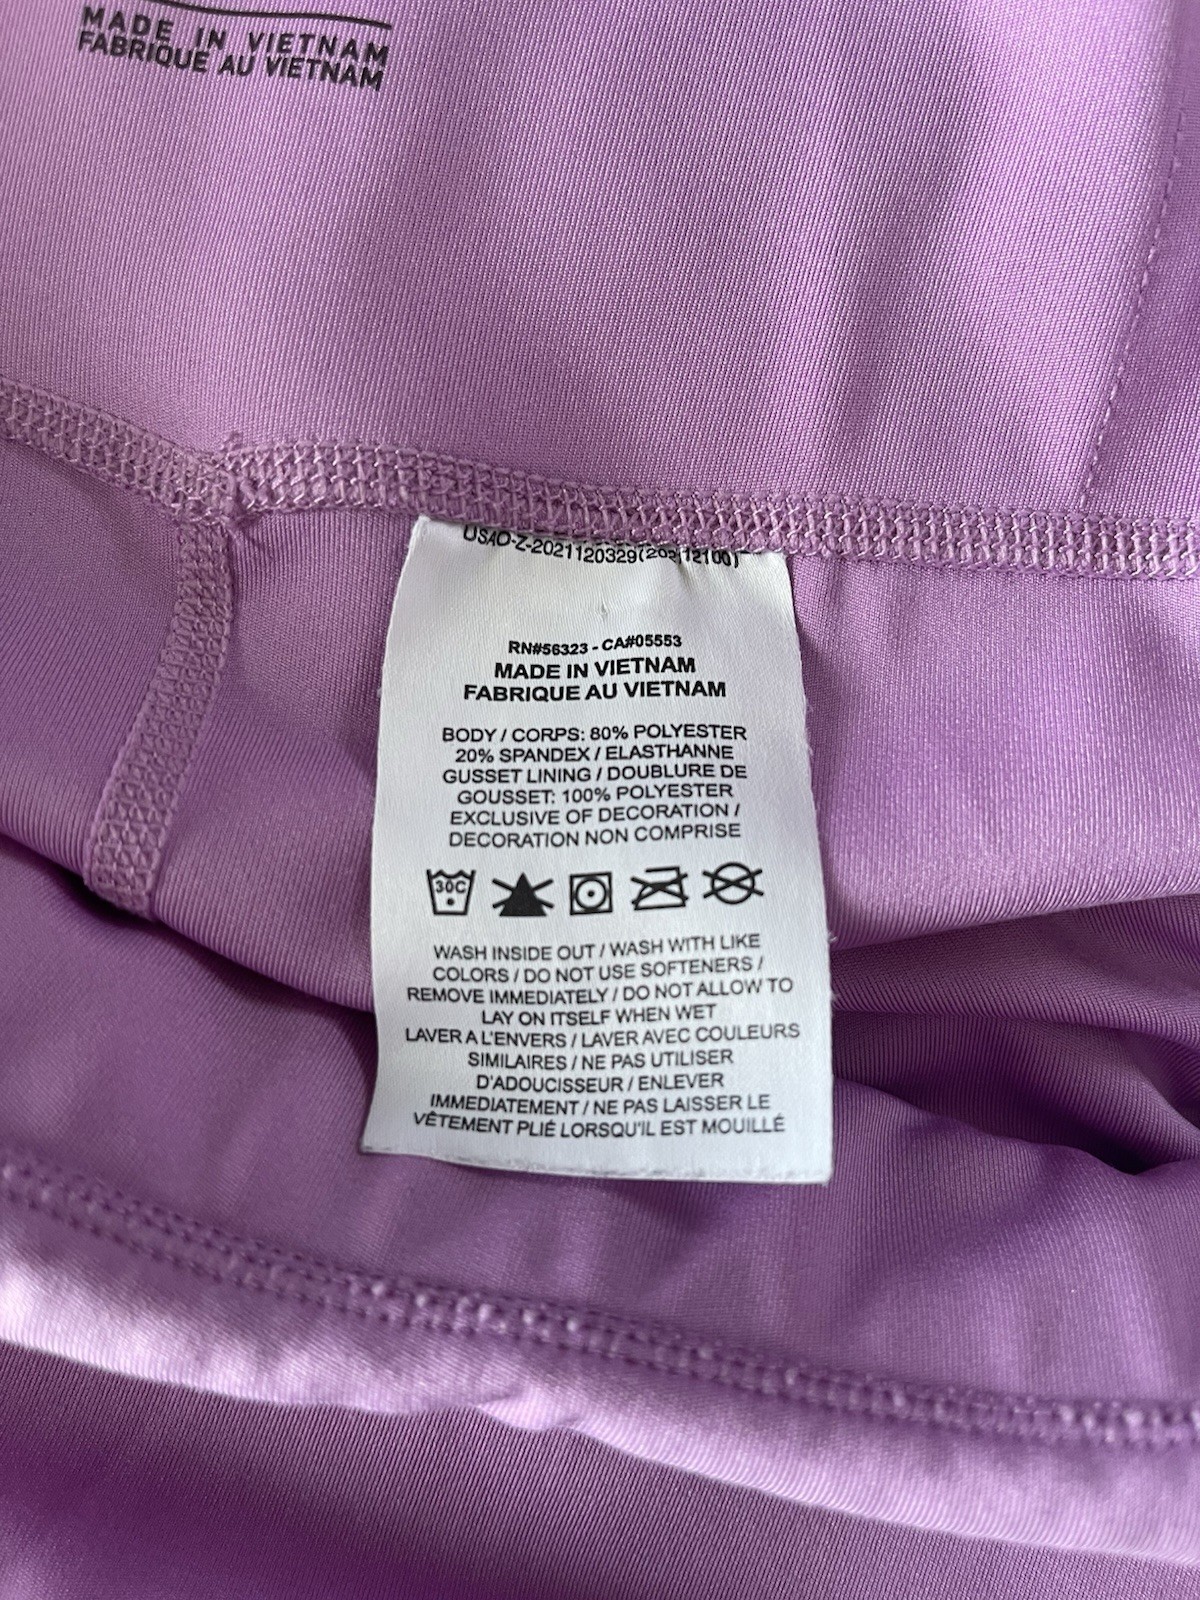 MADE IN VIETNAM
FABRIQUE AU VIETNAM
RN#56323 - CA#05553
MADE IN VIETNAM
FABRIQUE AU VIETNAM
BODY / CORPS: 80% POLYESTER
20% SPANDEX / ELASTHANNE
GUSSET LINING / DOUBLURE DE
GOUSSET: 100% POLYESTER
EXCLUSIVE OF DECORATION /
DECORATION NON COMPRISE
30C
WASH INSIDE OUT / WASH WITH LIKE
COLORS / DO NOT USE SOFTENERS /
REMOVE IMMEDIATELY / DO NOT ALLOW TO
LAY ON ITSELF WHEN WET
LAVER A L'ENVERS / LAVER AVEC COULEURS
SIMILAIRES / NE PAS UTILISER
D'ADOUCISSEUR / ENLEVER
IMMEDIATEMENT / NE PAS LAISSER LE
VÊTEMENT PLIÉ LORSQU'IL EST MOUILLÉ